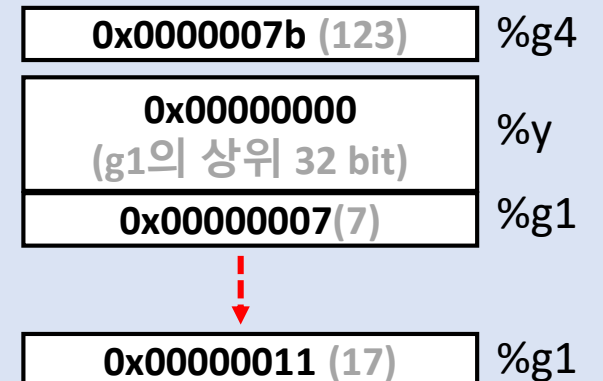 0x0000007b (123) %g4
0x00000000
(g1의 상위 32 bit)
%y
0x00000007(7) %g1
0x00000011 (17) %g1